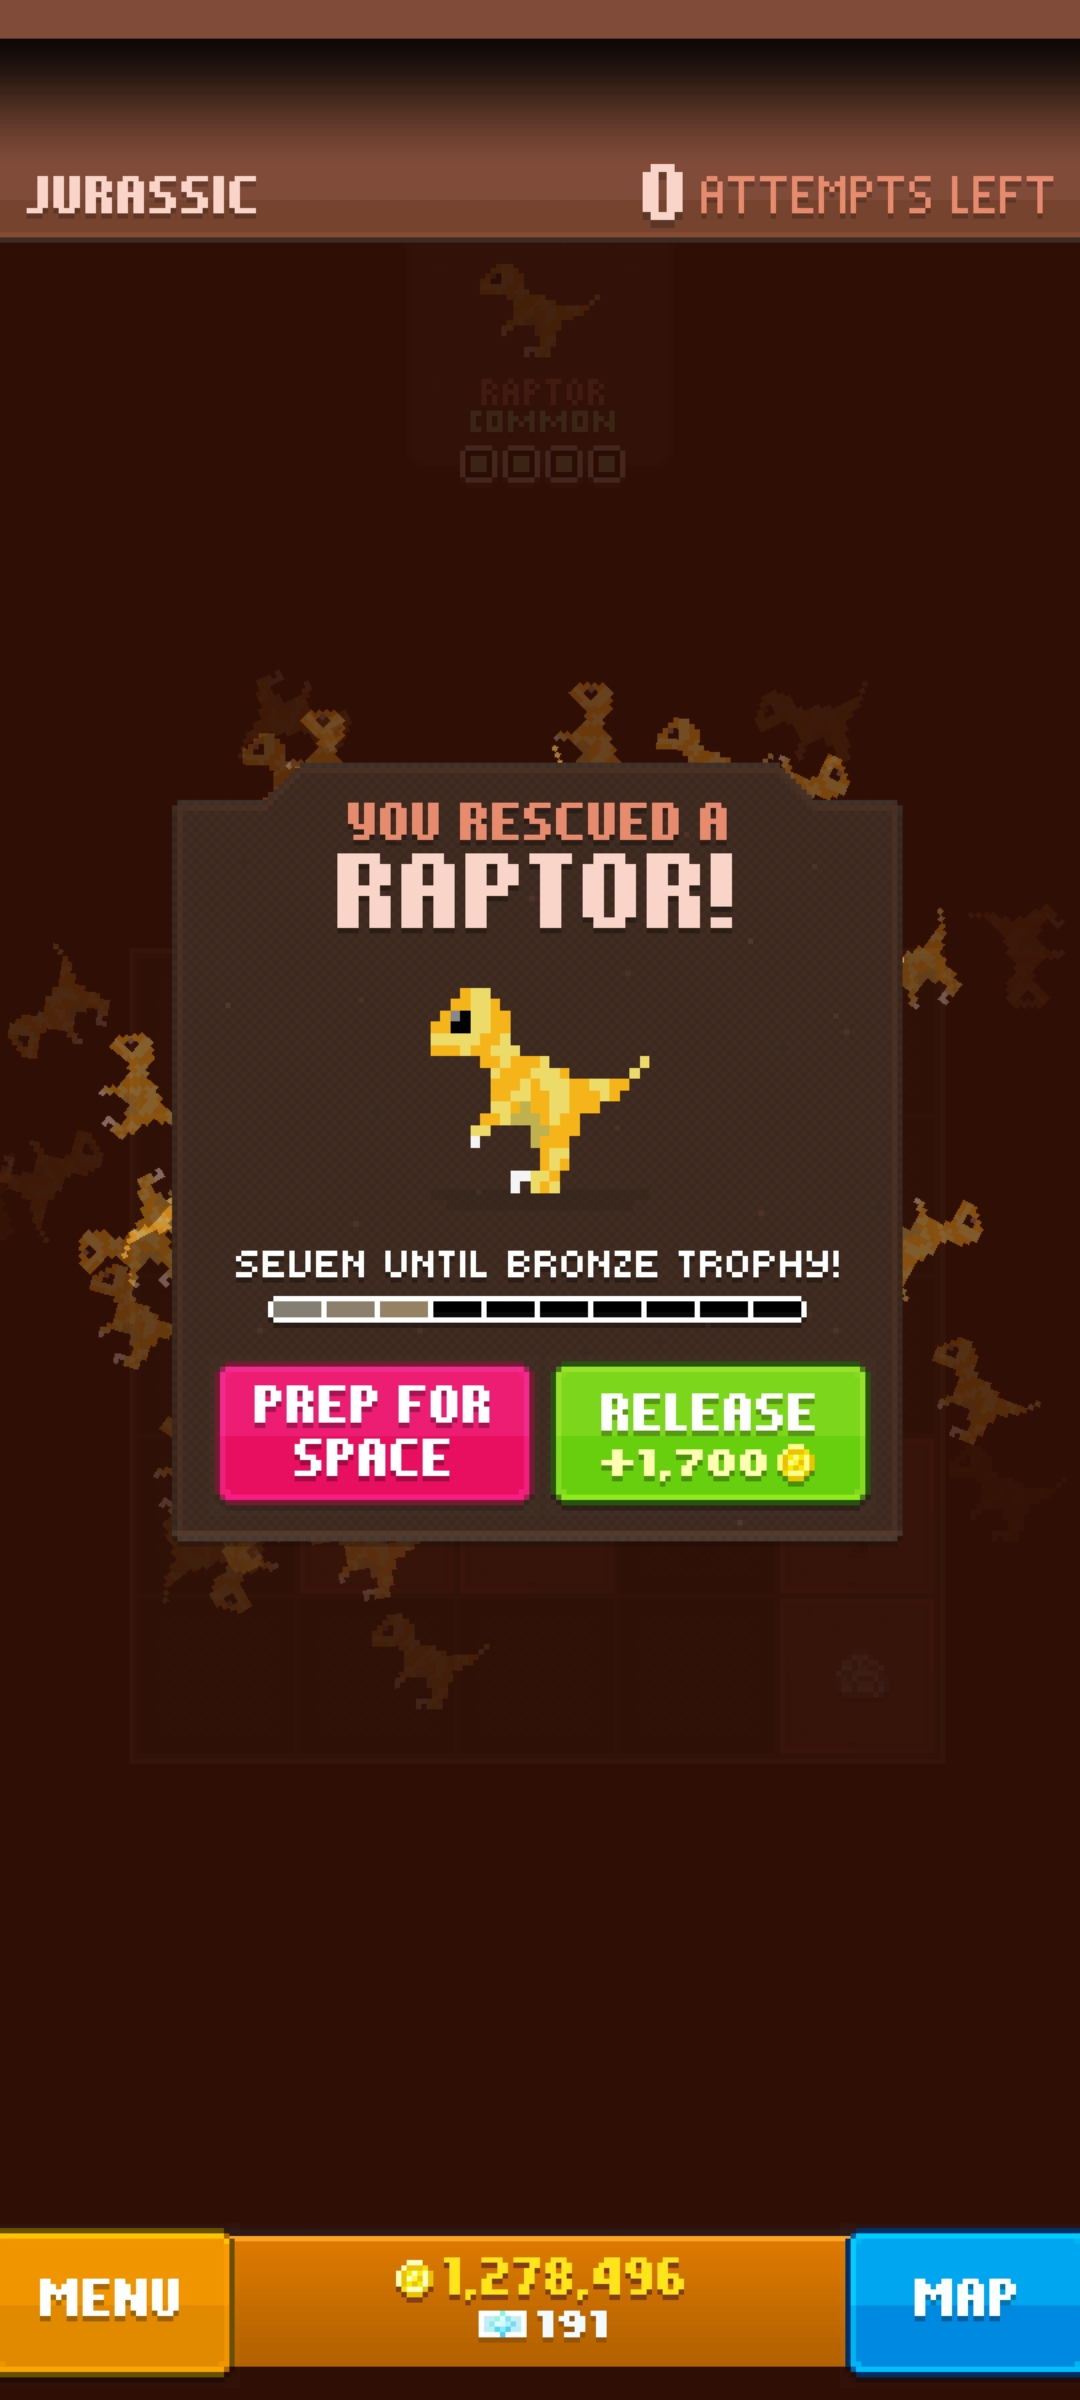 JURASSIC
0 ATTEMPTS LEFT
RAPTOR
COMMON
YOU RESCUED A
RAPTOR!
SEVEN UNTIL BRONZE TROPHY!
PREP FOR
SPACE
RELEASE
+1,700
MENU
1,278,496
191
MAP